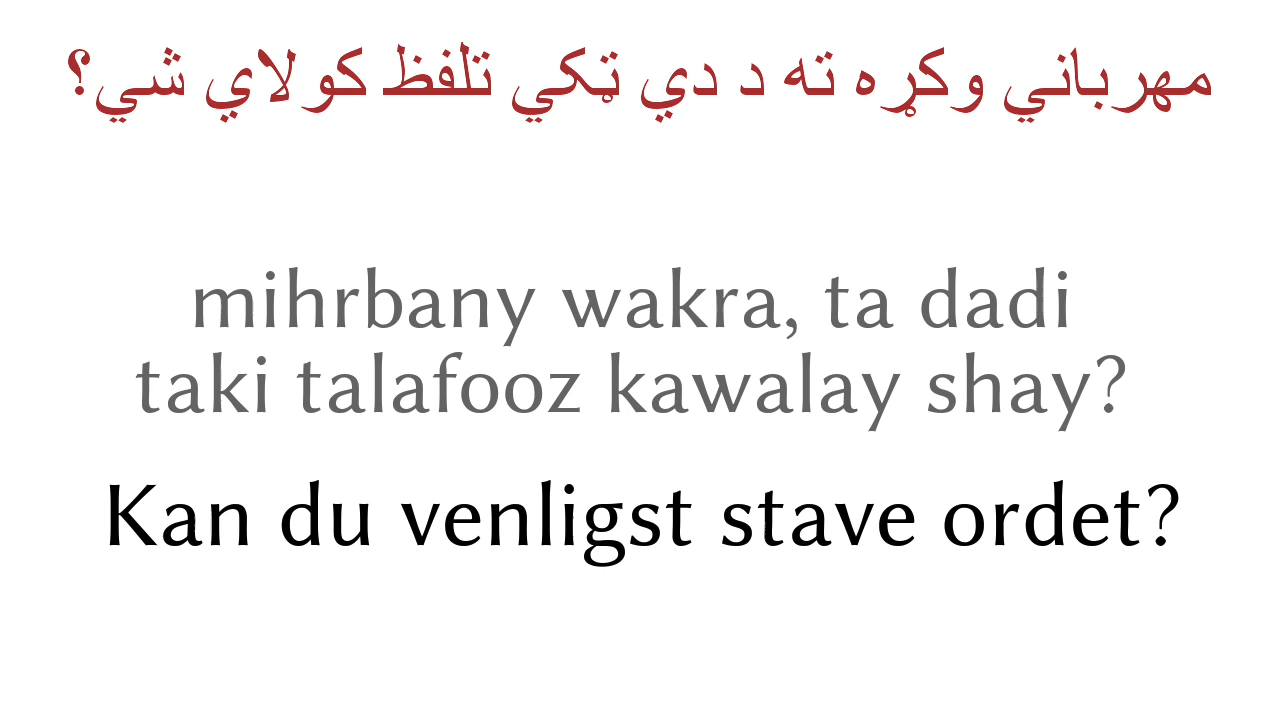 مهرباني وکړه ته د دې ټکي تلفظ کولاي شي؟
mihrbany wakra, ta dadi
taki talafooz kawalay shay?
Kan du venligst stave ordet?